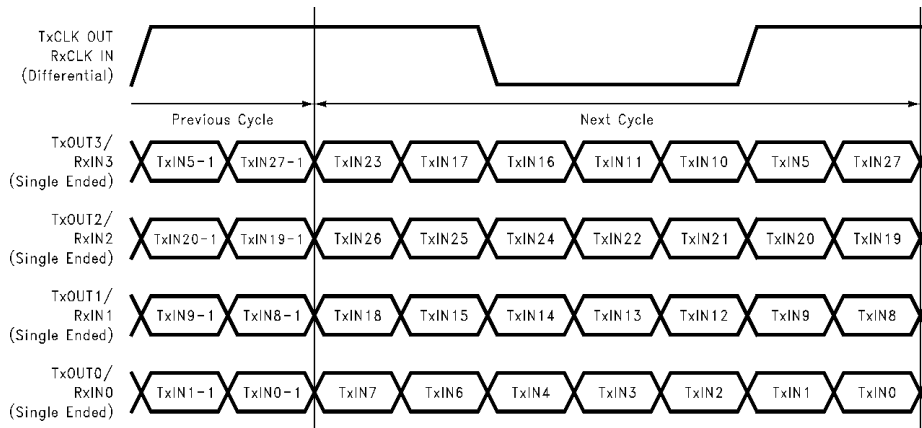 TxCLK OUT
RxCLK IN
(Differential)
Previous Cycle
Next Cycle
TxOUT3/
RxIN3
(Single Ended)
TxIN5-1 TxIN27-1 TxIN23 TxIN17 TxIN16 TxIN11 TxIN10 TxIN5 TxIN27
TxOUT2/
RxIN2
(Single Ended)
TxIN20-1 TxIN19-1 TxIN26 TxIN25 TxIN24 TxIN22 TxIN21 TxIN20 TxIN19
TxOUT1/
RxIN1
(Single Ended)
TxIN9-1 TxIN8-1 TxIN18 TxIN15 TxIN14 TxIN13 TxIN12 TxIN9 TxIN8
TxOUT0/
RxIN0
(Single Ended)
TxIN1-1 TxIN0-1 TxIN7 TxIN6 TxIN4 TxIN3 TxIN2 TxIN1 TxIN0